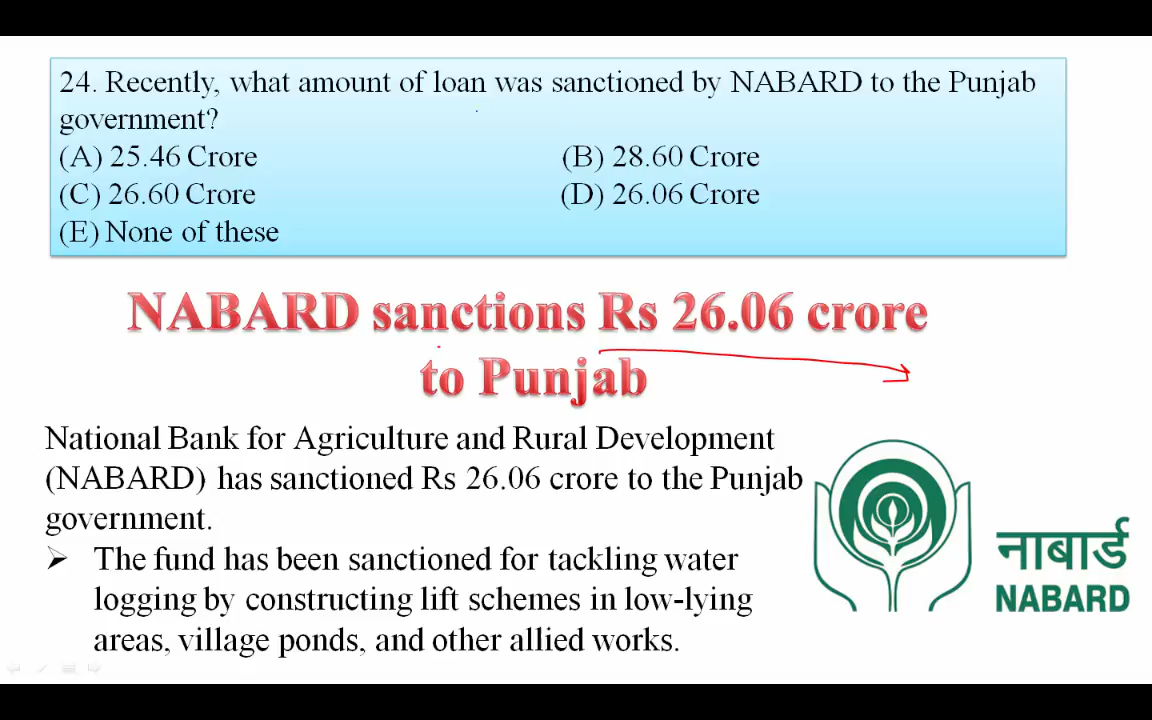 24. Recently, what amount of loan was sanctioned by NABARD to the Punjab
government?
(A) 25.46 Crore (B) 28.60 Crore
(C) 26.60 Crore (D) 26.06 Crore
(E) None of these
NABARD sanctions Rs 26.06 crore
to Punjab
National Bank for Agriculture and Rural Development
(NABARD) has sanctioned Rs 26.06 crore to the Punjab
government.
➢ The fund has been sanctioned for tackling water
logging by constructing lift schemes in low-lying
areas, village ponds, and other allied works.
नाबार्ड
NABARD